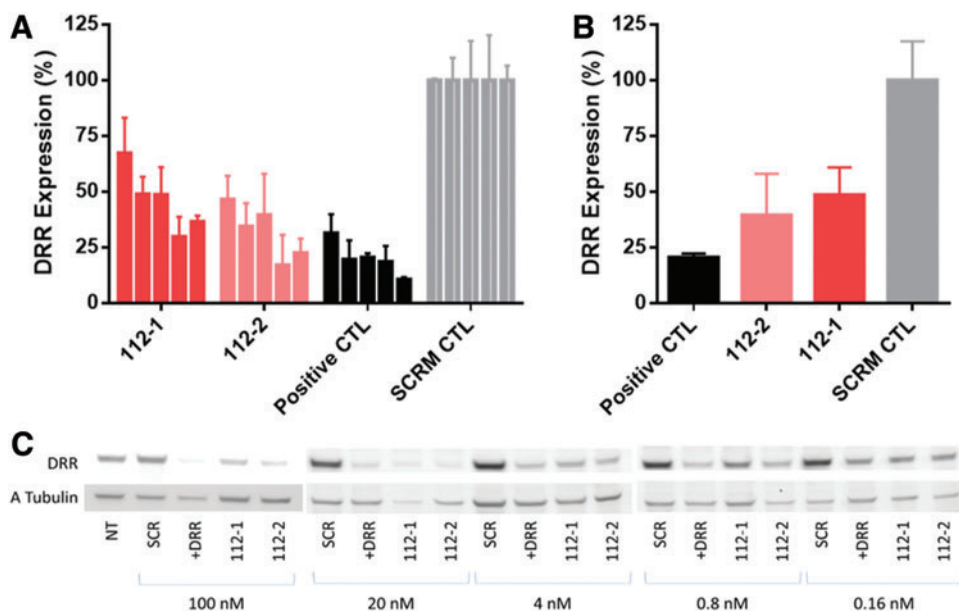 A
DRR Expression (%)
125
100
75
50
25
0
112-1
112-2
Positive CTL
SCRM CTL
B
DRR Expression (%)
125
100
75
50
25
0
Positive CTL
112-2
112-1
SCRM CTL
C
DRR
A Tubulin
NT SCR +DRR 112-1 112-2 SCR +DRR 112-1 112-2 SCR +DRR 112-1 112-2 SCR +DRR 112-1 112-2 SCR +DRR 112-1 112-2
100 nM 20 nM 4 nM 0.8 nM 0.16 nM